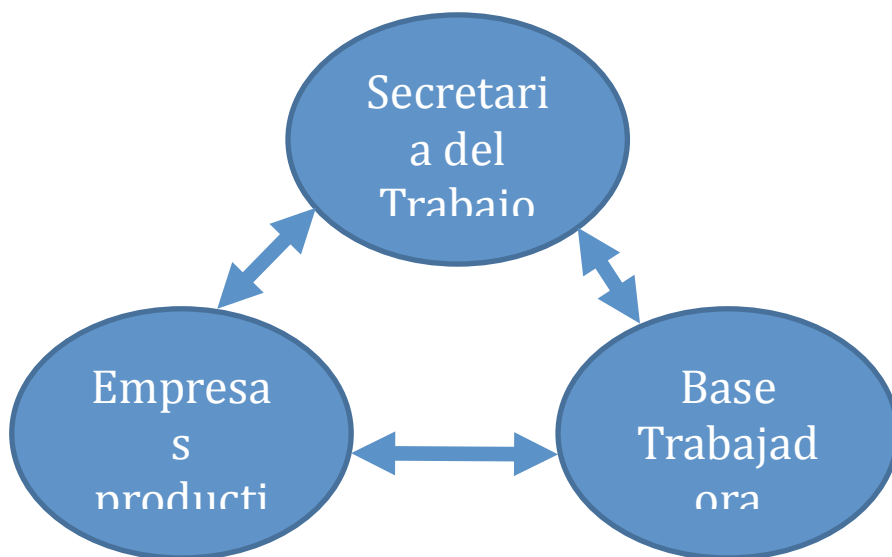 Secretari
a del
Trabajo
Empresa
s
producti
Base
Trabajad
ora